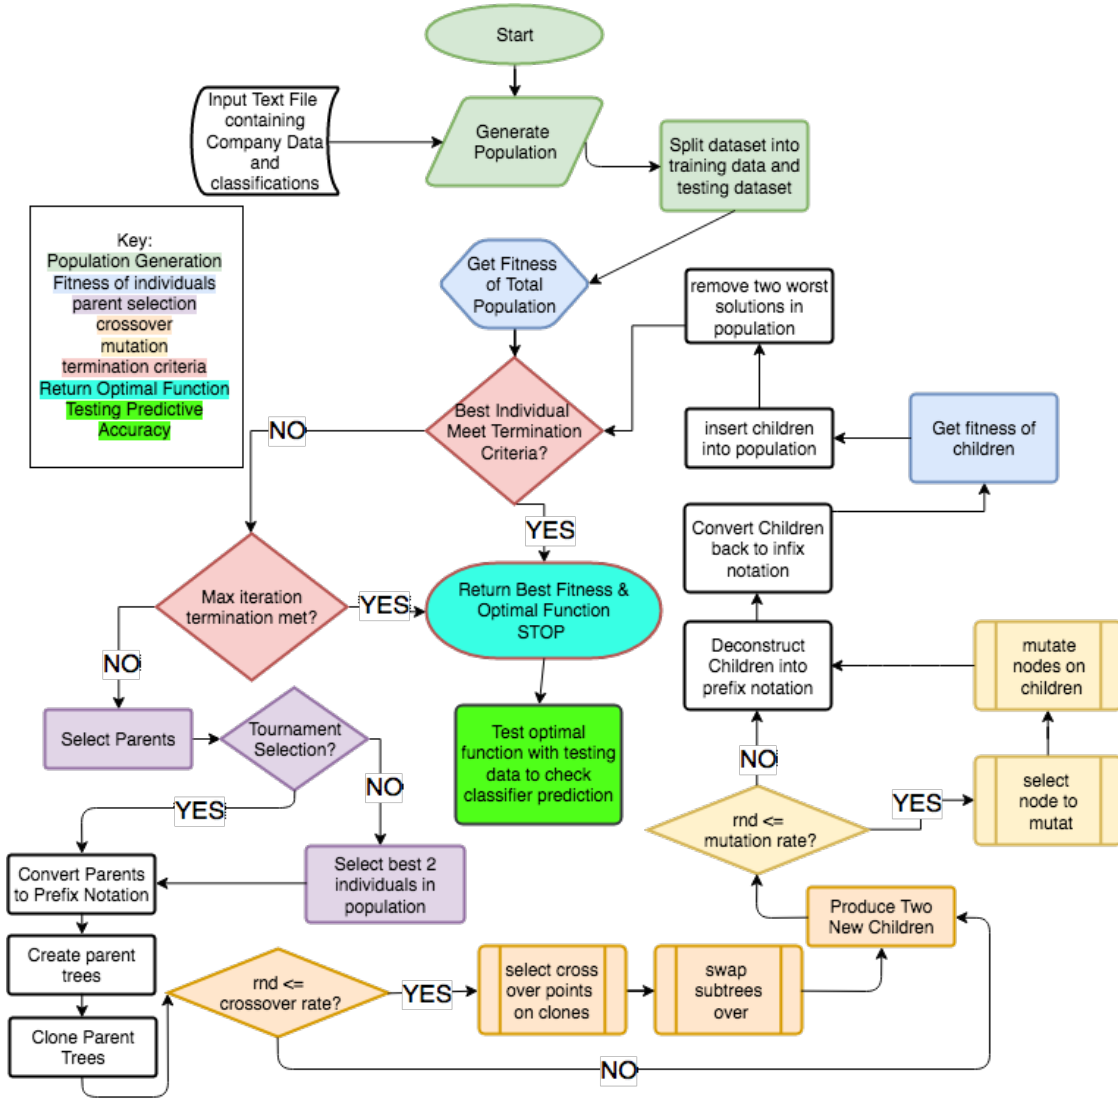 Start
Input Text File
containing
Company Data
and
classifications
Generate
Population
Split dataset into
training data and
testing dataset
Key:
Population Generation
Fitness of individuals
parent selection
crossover
mutation
termination criteria
Return Optimal Function
Testing Predictive
Accuracy
Get Fitness
of Total
Population
remove two worst
solutions in
population
Best Individual
Meet Termination
Criteria?
NO
YES
insert children
into population
Get fitness of
children
Convert Children
back to infix
notation
Max iteration
termination met?
YES
NO
Return Best Fitness &
Optimal Function
STOP
Deconstruct
Children into
prefix notation
mutate
nodes on
children
Select Parents
Tournament
Selection?
YES
NO
Test optimal
function with testing
data to check
classifier prediction
NO
rnd <=
mutation rate?
YES
select
node to
mutat
Convert Parents
to Prefix Notation
Select best 2
individuals in
population
Produce Two
New Children
Create parent
trees
Clone Parent
Trees
rnd <=
crossover rate?
YES
select cross
over points
on clones
swap
subtrees
over
NO